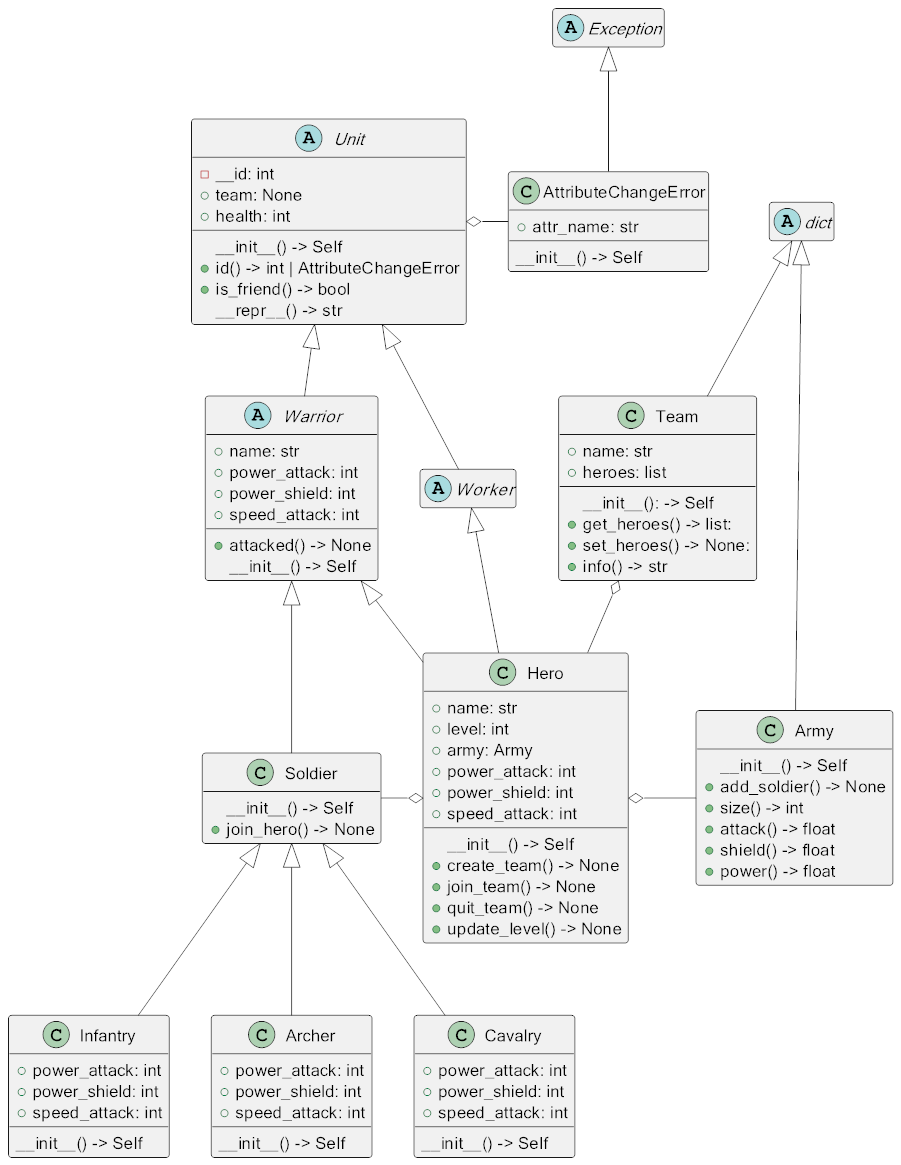 A Exception
A Unit
__id: int
team: None
health: int
__init__() -> Self
id() -> int | AttributeChangeError
is_friend() -> bool
__repr__() -> str
C AttributeChangeError
attr_name: str
__init__() -> Self
A dict
A Warrior
name: str
power_attack: int
power_shield: int
speed_attack: int
attacked() -> None
__init__() -> Self
A Worker
C Team
name: str
heroes: list
__init__(): -> Self
get_heroes() -> list:
set_heroes() -> None:
info() -> str
C Hero
name: str
level: int
army: Army
power_attack: int
power_shield: int
speed_attack: int
__init__() -> Self
create_team() -> None
join_team() -> None
quit_team() -> None
update_level() -> None
C Army
__init__() -> Self
add_soldier() -> None
size() -> int
attack() -> float
shield() -> float
power() -> float
C Soldier
__init__() -> Self
join_hero() -> None
C Infantry
power_attack: int
power_shield: int
speed_attack: int
__init__() -> Self
C Archer
power_attack: int
power_shield: int
speed_attack: int
__init__() -> Self
C Cavalry
power_attack: int
power_shield: int
speed_attack: int
__init__() -> Self